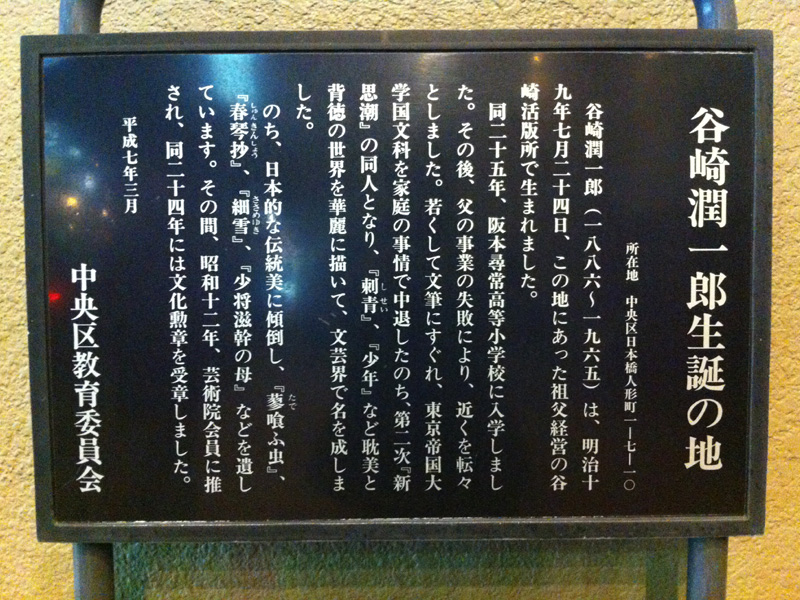 谷崎潤一郎生誕の地
所在地 中央区日本橋人形町一―七―一〇
谷崎潤一郎（一八八六～一九六五）は、明治十
九年七月二十四日、この地にあった祖父経営の谷
崎活版所で生まれました。
同二十五年、阪本尋常高等小学校に入学しまし
た。その後、父の事業の失敗により、近くを転々
としました。若くして文筆にすぐれ、東京帝国大
学国文科を家庭の事情で中退したのち、第二次『新
思潮』の同人となり、『刺青』、『少年』など耽美と
背徳の世界を華麗に描いて、文芸界で名を成しま
した。
のち、日本的な伝統美に傾倒し、『蓼喰ふ虫』、
『春琴抄』、『細雪』、『少将滋幹の母』などを遺し
ています。その間、昭和十二年、芸術院会員に推
され、同二十四年には文化勲章を受章しました。
平成七年三月
中央区教育委員会